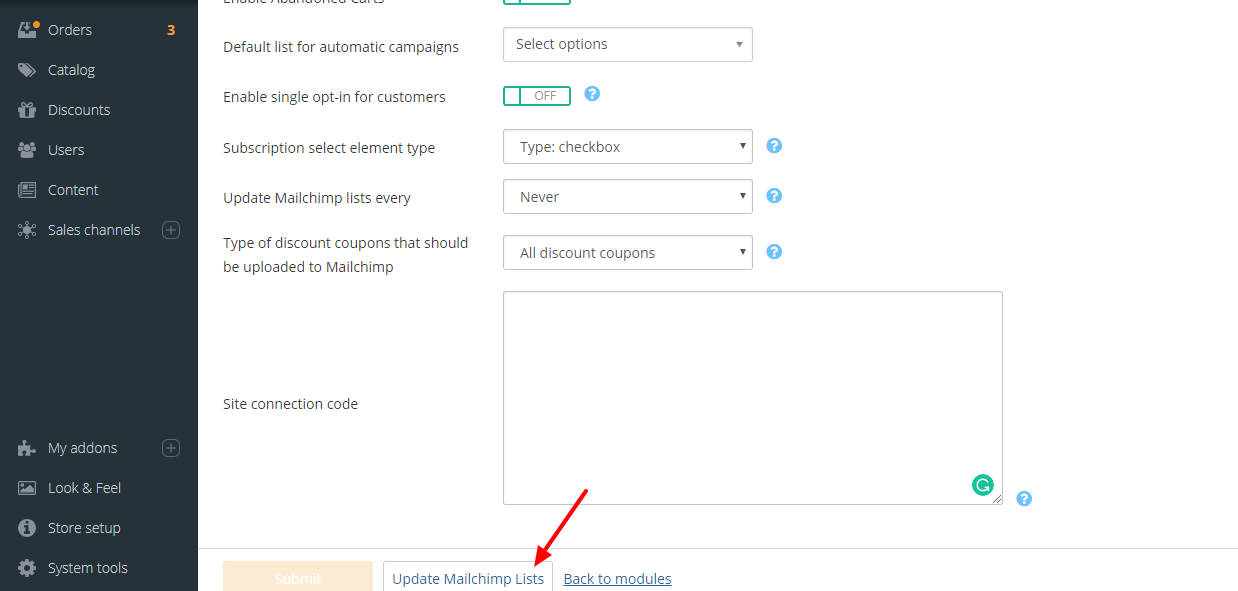 Orders 3
Catalog
Discounts
Users
Content
Sales channels
My addons
Look & Feel
Store setup
System tools
Enable Abandoned Carts
Default list for automatic campaigns Select options
Enable single opt-in for customers OFF ?
Subscription select element type Type: checkbox ?
Update Mailchimp lists every Never ?
Type of discount coupons that should
be uploaded to Mailchimp All discount coupons ?
Site connection code ?
Submit Update Mailchimp Lists Back to modules